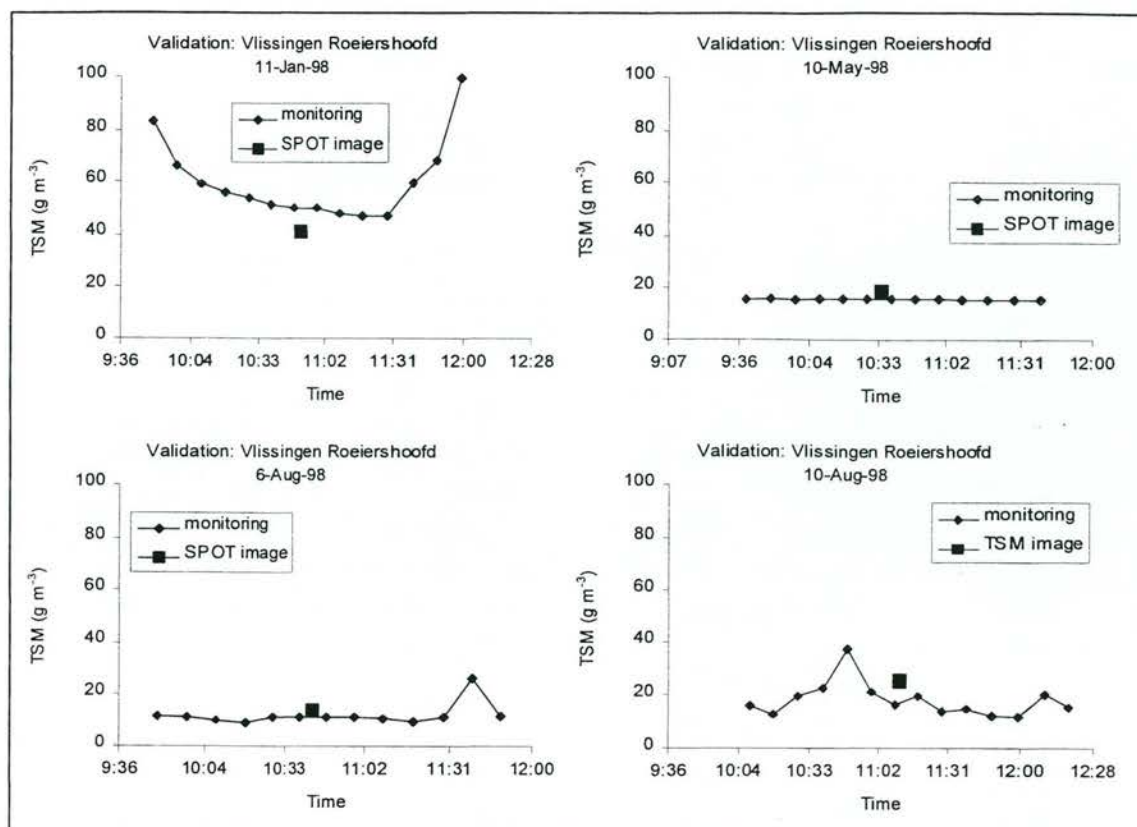 Validation: Vlissingen Roeiershoofd
11-Jan-98
100
80
60
40
20
0
TSM (g m-3)
monitoring
SPOT image
9:36 10:04 10:33 11:02 11:31 12:00 12:28
Time
Validation: Vlissingen Roeiershoofd
10-May-98
100
80
60
40
20
0
TSM (g m-3)
monitoring
SPOT image
9:07 9:36 10:04 10:33 11:02 11:31 12:00
Time
Validation: Vlissingen Roeiershoofd
6-Aug-98
100
80
60
40
20
0
TSM (g m-3)
monitoring
SPOT image
9:36 10:04 10:33 11:02 11:31 12:00
Time
Validation: Vlissingen Roeiershoofd
10-Aug-98
100
80
60
40
20
0
TSM (g m-3)
monitoring
TSM image
9:36 10:04 10:33 11:02 11:31 12:00 12:28
Time